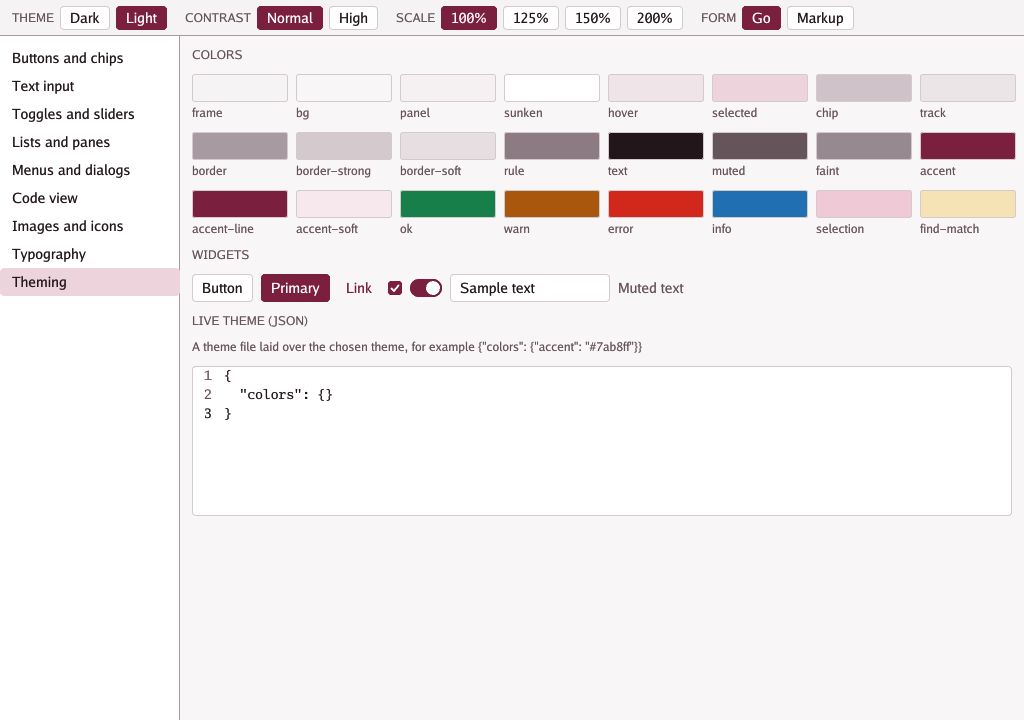 THEME Dark Light CONTRAST Normal High SCALE 100% 125% 150% 200% FORM Go Markup
Buttons and chips
Text input
Toggles and sliders
Lists and panes
Menus and dialogs
Code view
Images and icons
Typography
Theming
COLORS
frame bg panel sunken hover selected chip track
border border-strong border-soft rule text muted faint accent
accent-line accent-soft ok warn error info selection find-match
WIDGETS
Button Primary Link Sample text Muted text
LIVE THEME (JSON)
A theme file laid over the chosen theme, for example {"colors": {"accent": "#7ab8ff"}}
1 {
2 "colors": {}
3 }